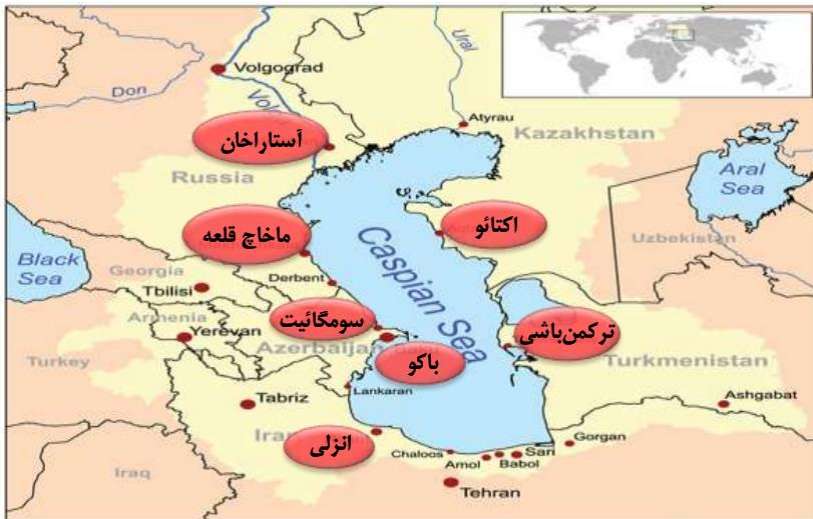 Volgograd
Ural
Don
Atyrau
Kazakhstan
آستاراخان
Russia
Aral
Sea
ماخاچ قلعه
اکتائو
Caspian Sea
Uzbekistan
Black
Sea
Georgia
Derbent
Tbilisi
Armenia
سومگائیت
ترکمن‌باشی
Yerevan
Azerbaijan
Turkey
باکو
Turkmenistan
Lankaran
Tabriz
Ashgabat
انزلی
Iran
Chaloos
Sari
Gorgan
Amol
Babol
Iraq
Tehran